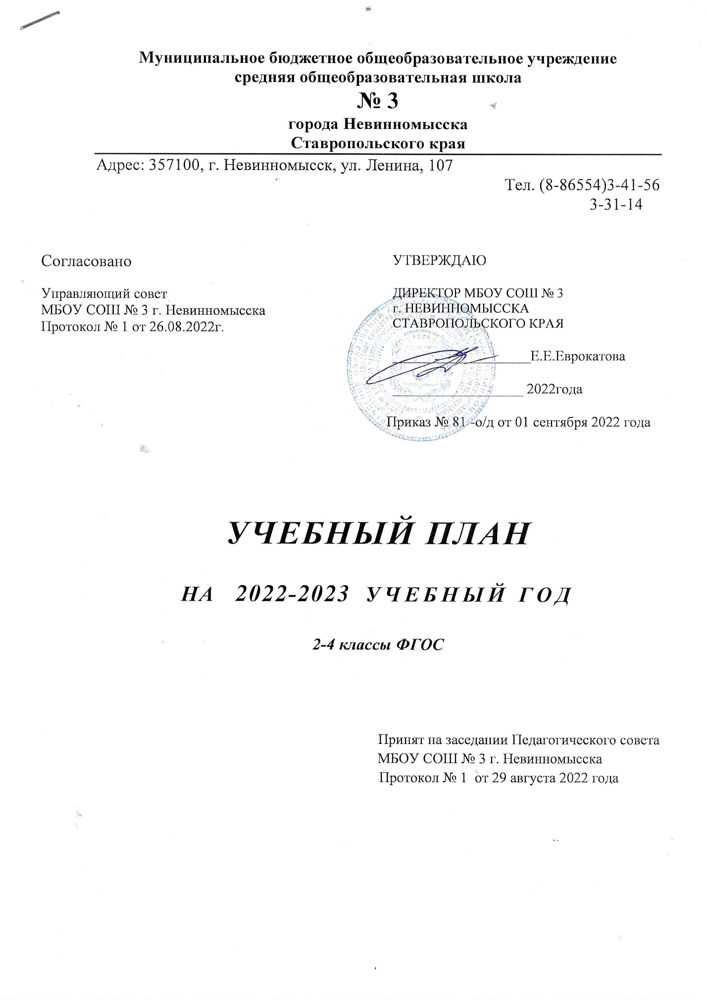 Муниципальное бюджетное общеобразовательное учреждение
средняя общеобразовательная школа
№ 3
города Невинномысска
Ставропольского края
Адрес: 357100, г. Невинномысск, ул. Ленина, 107
Тел. (8-86554)3-41-56
3-31-14
Согласовано
Управляющий совет
МБОУ СОШ № 3 г. Невинномысска
Протокол № 1 от 26.08.2022г.
УТВЕРЖДАЮ
ДИРЕКТОР МБОУ СОШ № 3
г. НЕВИННОМЫССКА
СТАВРОПОЛЬСКОГО КРАЯ
____________________Е.Е.Еврокатова
___________________ 2022года
Приказ № 81 -о/д от 01 сентября 2022 года
УЧЕБНЫЙ ПЛАН
НА 2022-2023 УЧЕБНЫЙ ГОД
2-4 классы ФГОС
Принят на заседании Педагогического совета
МБОУ СОШ № 3 г. Невинномысска
Протокол № 1 от 29 августа 2022 года